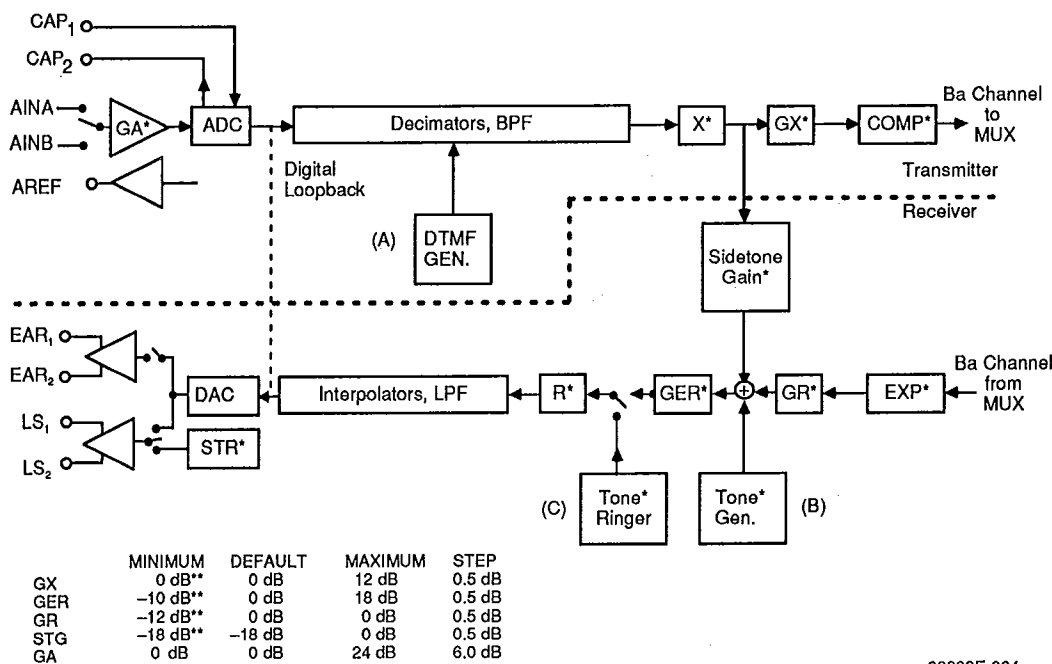 CAP1
CAP2
AINA
AINB
GA*
ADC
Decimators, BPF
X*
GX*
COMP*
Ba Channel
to
MUX
AREF
Digital
Loopback
Transmitter
Receiver
(A)
DTMF
GEN.
Sidetone
Gain*
EAR1
EAR2
DAC
Interpolators, LPF
R*
GER*
+
GR*
EXP*
Ba Channel
from
MUX
LS1
LS2
STR*
(C)
Tone*
Ringer
Tone*
Gen.
(B)
MINIMUM DEFAULT MAXIMUM STEP
GX 0 dB** 0 dB 12 dB 0.5 dB
GER –10 dB** 0 dB 18 dB 0.5 dB
GR –12 dB** 0 dB 0 dB 0.5 dB
STG –18 dB** –18 dB 0 dB 0.5 dB
GA 0 dB 0 dB 24 dB 6.0 dB